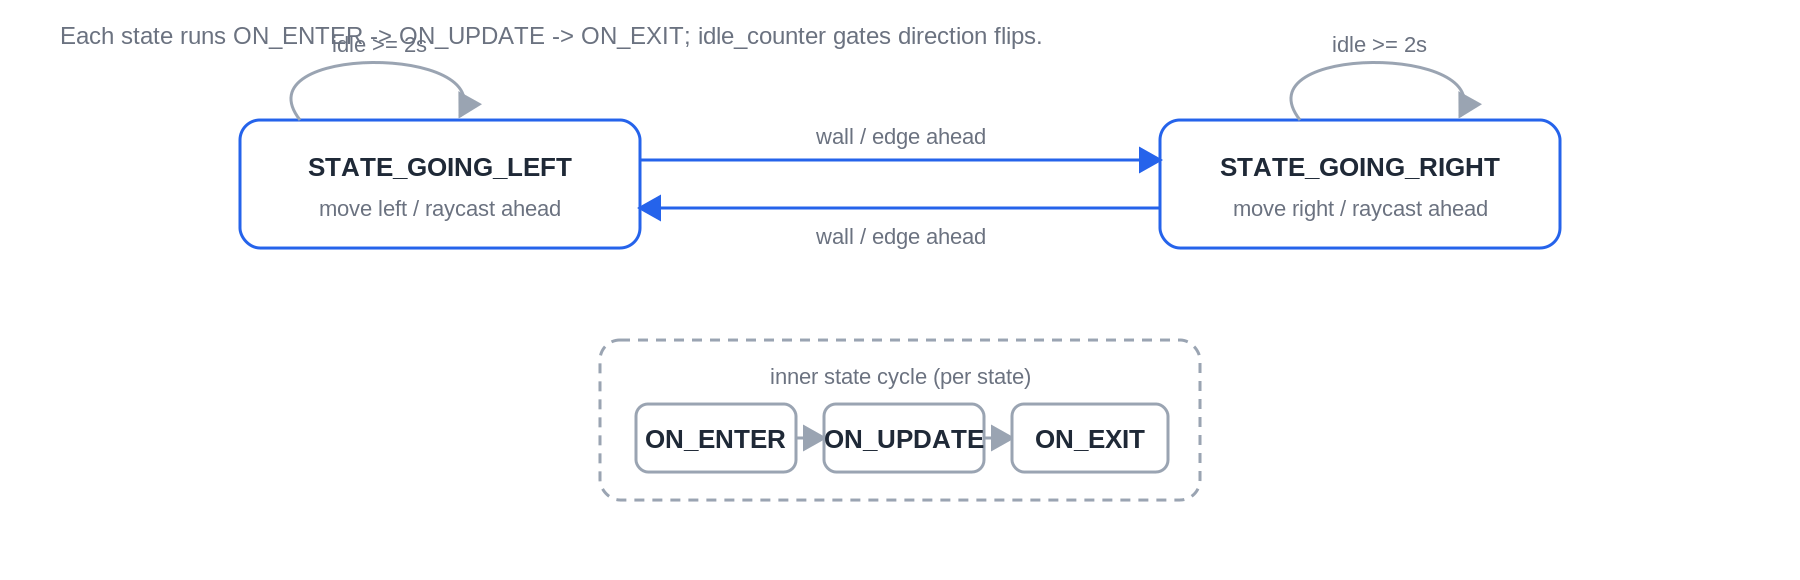 Each state runs ON_ENTER -> ON_UPDATE -> ON_EXIT; idle_counter gates direction flips.
idle >= 2s
idle >= 2s
wall / edge ahead
STATE_GOING_LEFT
move left / raycast ahead
STATE_GOING_RIGHT
move right / raycast ahead
wall / edge ahead
inner state cycle (per state)
ON_ENTER
ON_UPDATE
ON_EXIT